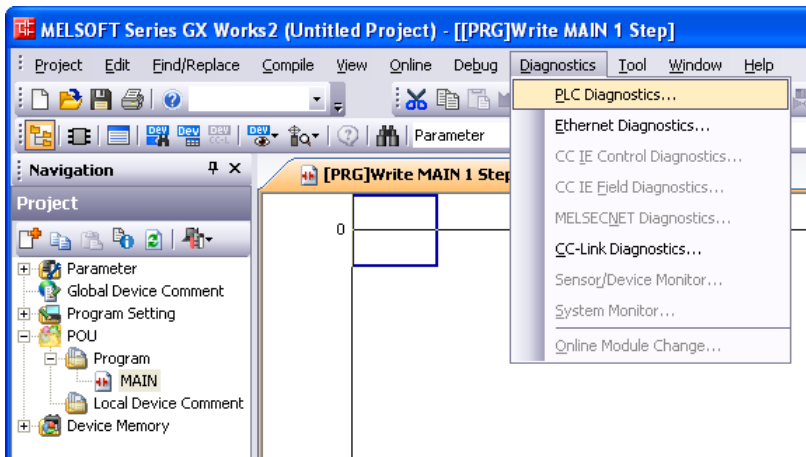 MELSOFT Series GX Works2 (Untitled Project) - [[PRG]Write MAIN 1 Step]
Project Edit Find/Replace Compile View Online Debug Diagnostics Tool Window Help
PLC Diagnostics...
Ethernet Diagnostics...
CC IE Control Diagnostics...
CC IE Field Diagnostics...
MELSECNET Diagnostics...
CC-Link Diagnostics...
Sensor/Device Monitor...
System Monitor...
Online Module Change...
Parameter
Navigation
[PRG]Write MAIN 1 Step
Project
0
Parameter
Global Device Comment
Program Setting
POU
Program
MAIN
Local Device Comment
Device Memory